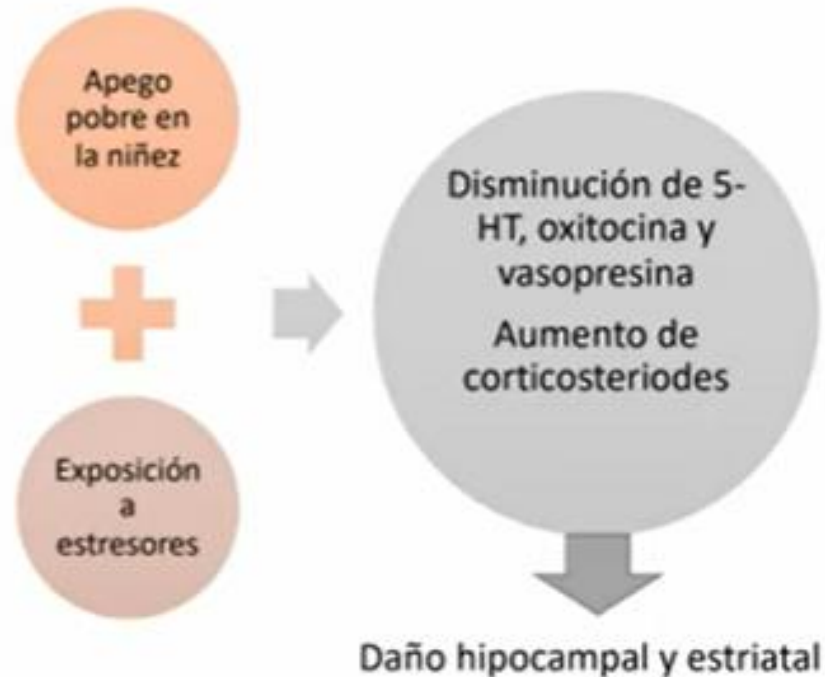 Apego
pobre en
la niñez
Exposición
a
estresores
Disminución de 5-
HT, oxitocina y
vasopresina
Aumento de
corticosteriodes
Daño hipocampal y estriatal